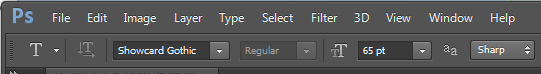 Ps File Edit Image Layer Type Select Filter 3D View Window Help
T T Showcard Gothic Regular TT 65 pt aa Sharp